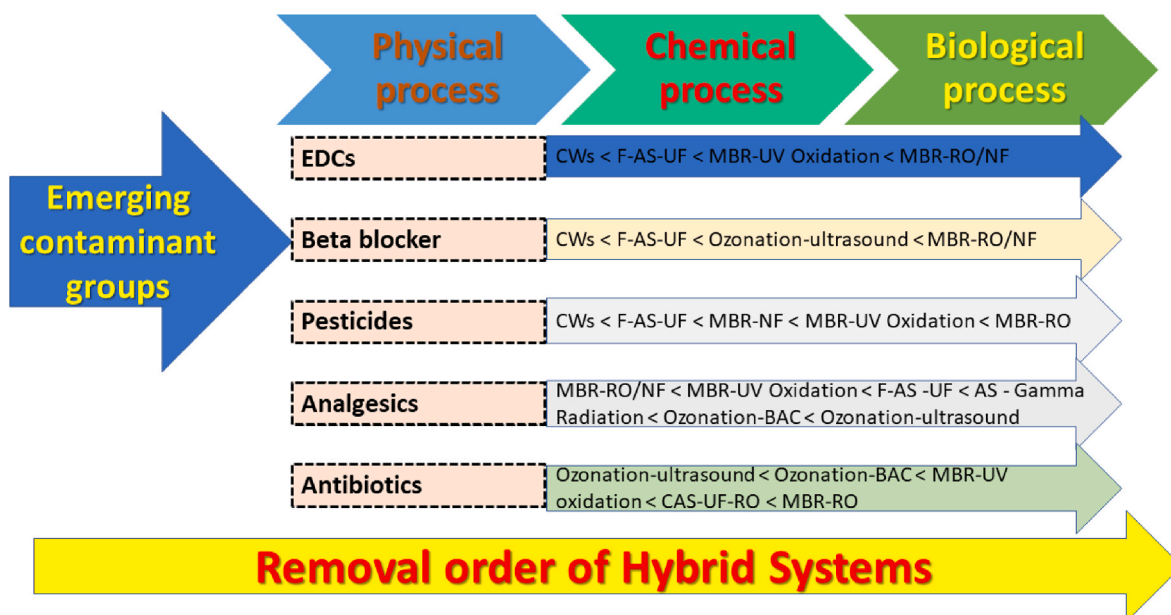 Physical
process
Chemical
process
Biological
process
Emerging
contaminant
groups
EDCs
CWs < F-AS-UF < MBR-UV Oxidation < MBR-RO/NF
Beta blocker
CWs < F-AS-UF < Ozonation-ultrasound < MBR-RO/NF
Pesticides
CWs < F-AS-UF < MBR-NF < MBR-UV Oxidation < MBR-RO
Analgesics
MBR-RO/NF < MBR-UV Oxidation < F-AS -UF < AS - Gamma
Radiation < Ozonation-BAC < Ozonation-ultrasound
Antibiotics
Ozonation-ultrasound < Ozonation-BAC < MBR-UV
oxidation < CAS-UF-RO < MBR-RO
Removal order of Hybrid Systems